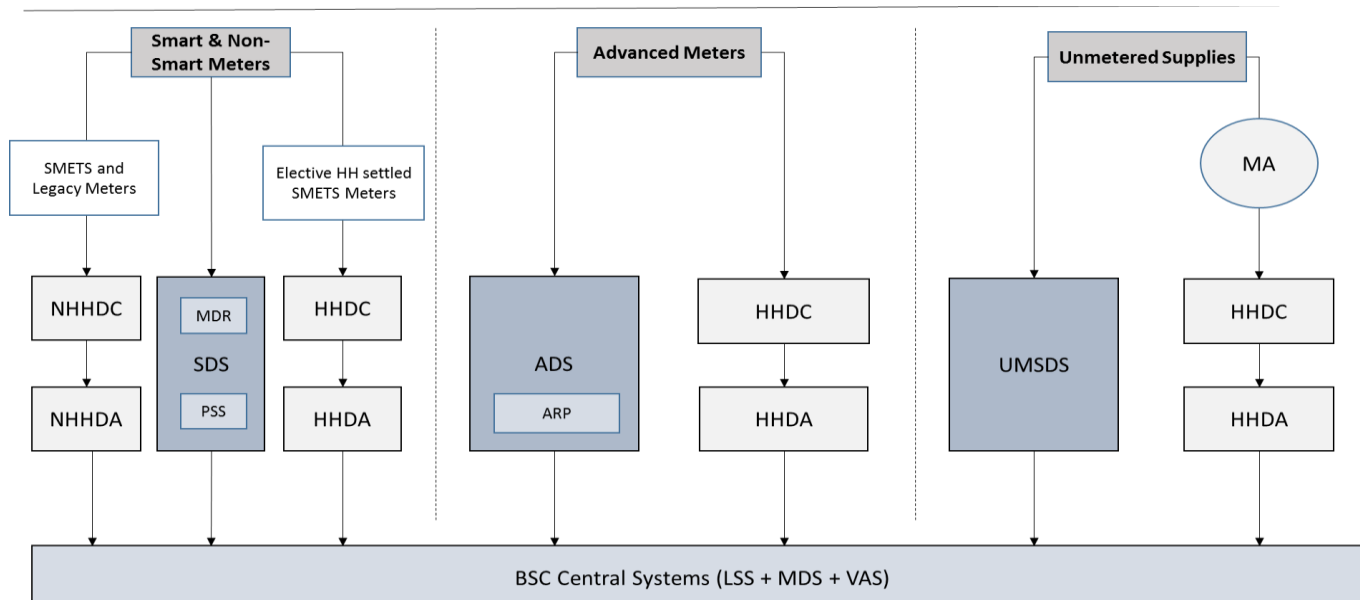 Smart & Non-
Smart Meters
Advanced Meters
Unmetered Supplies
SMETS and
Legacy Meters
Elective HH settled
SMETS Meters
MA
NHHDC
MDR
SDS
PSS
HHDC
NHHDA
HHDA
ADS
ARP
HHDC
HHDA
UMSDS
HHDC
HHDA
BSC Central Systems (LSS + MDS + VAS)